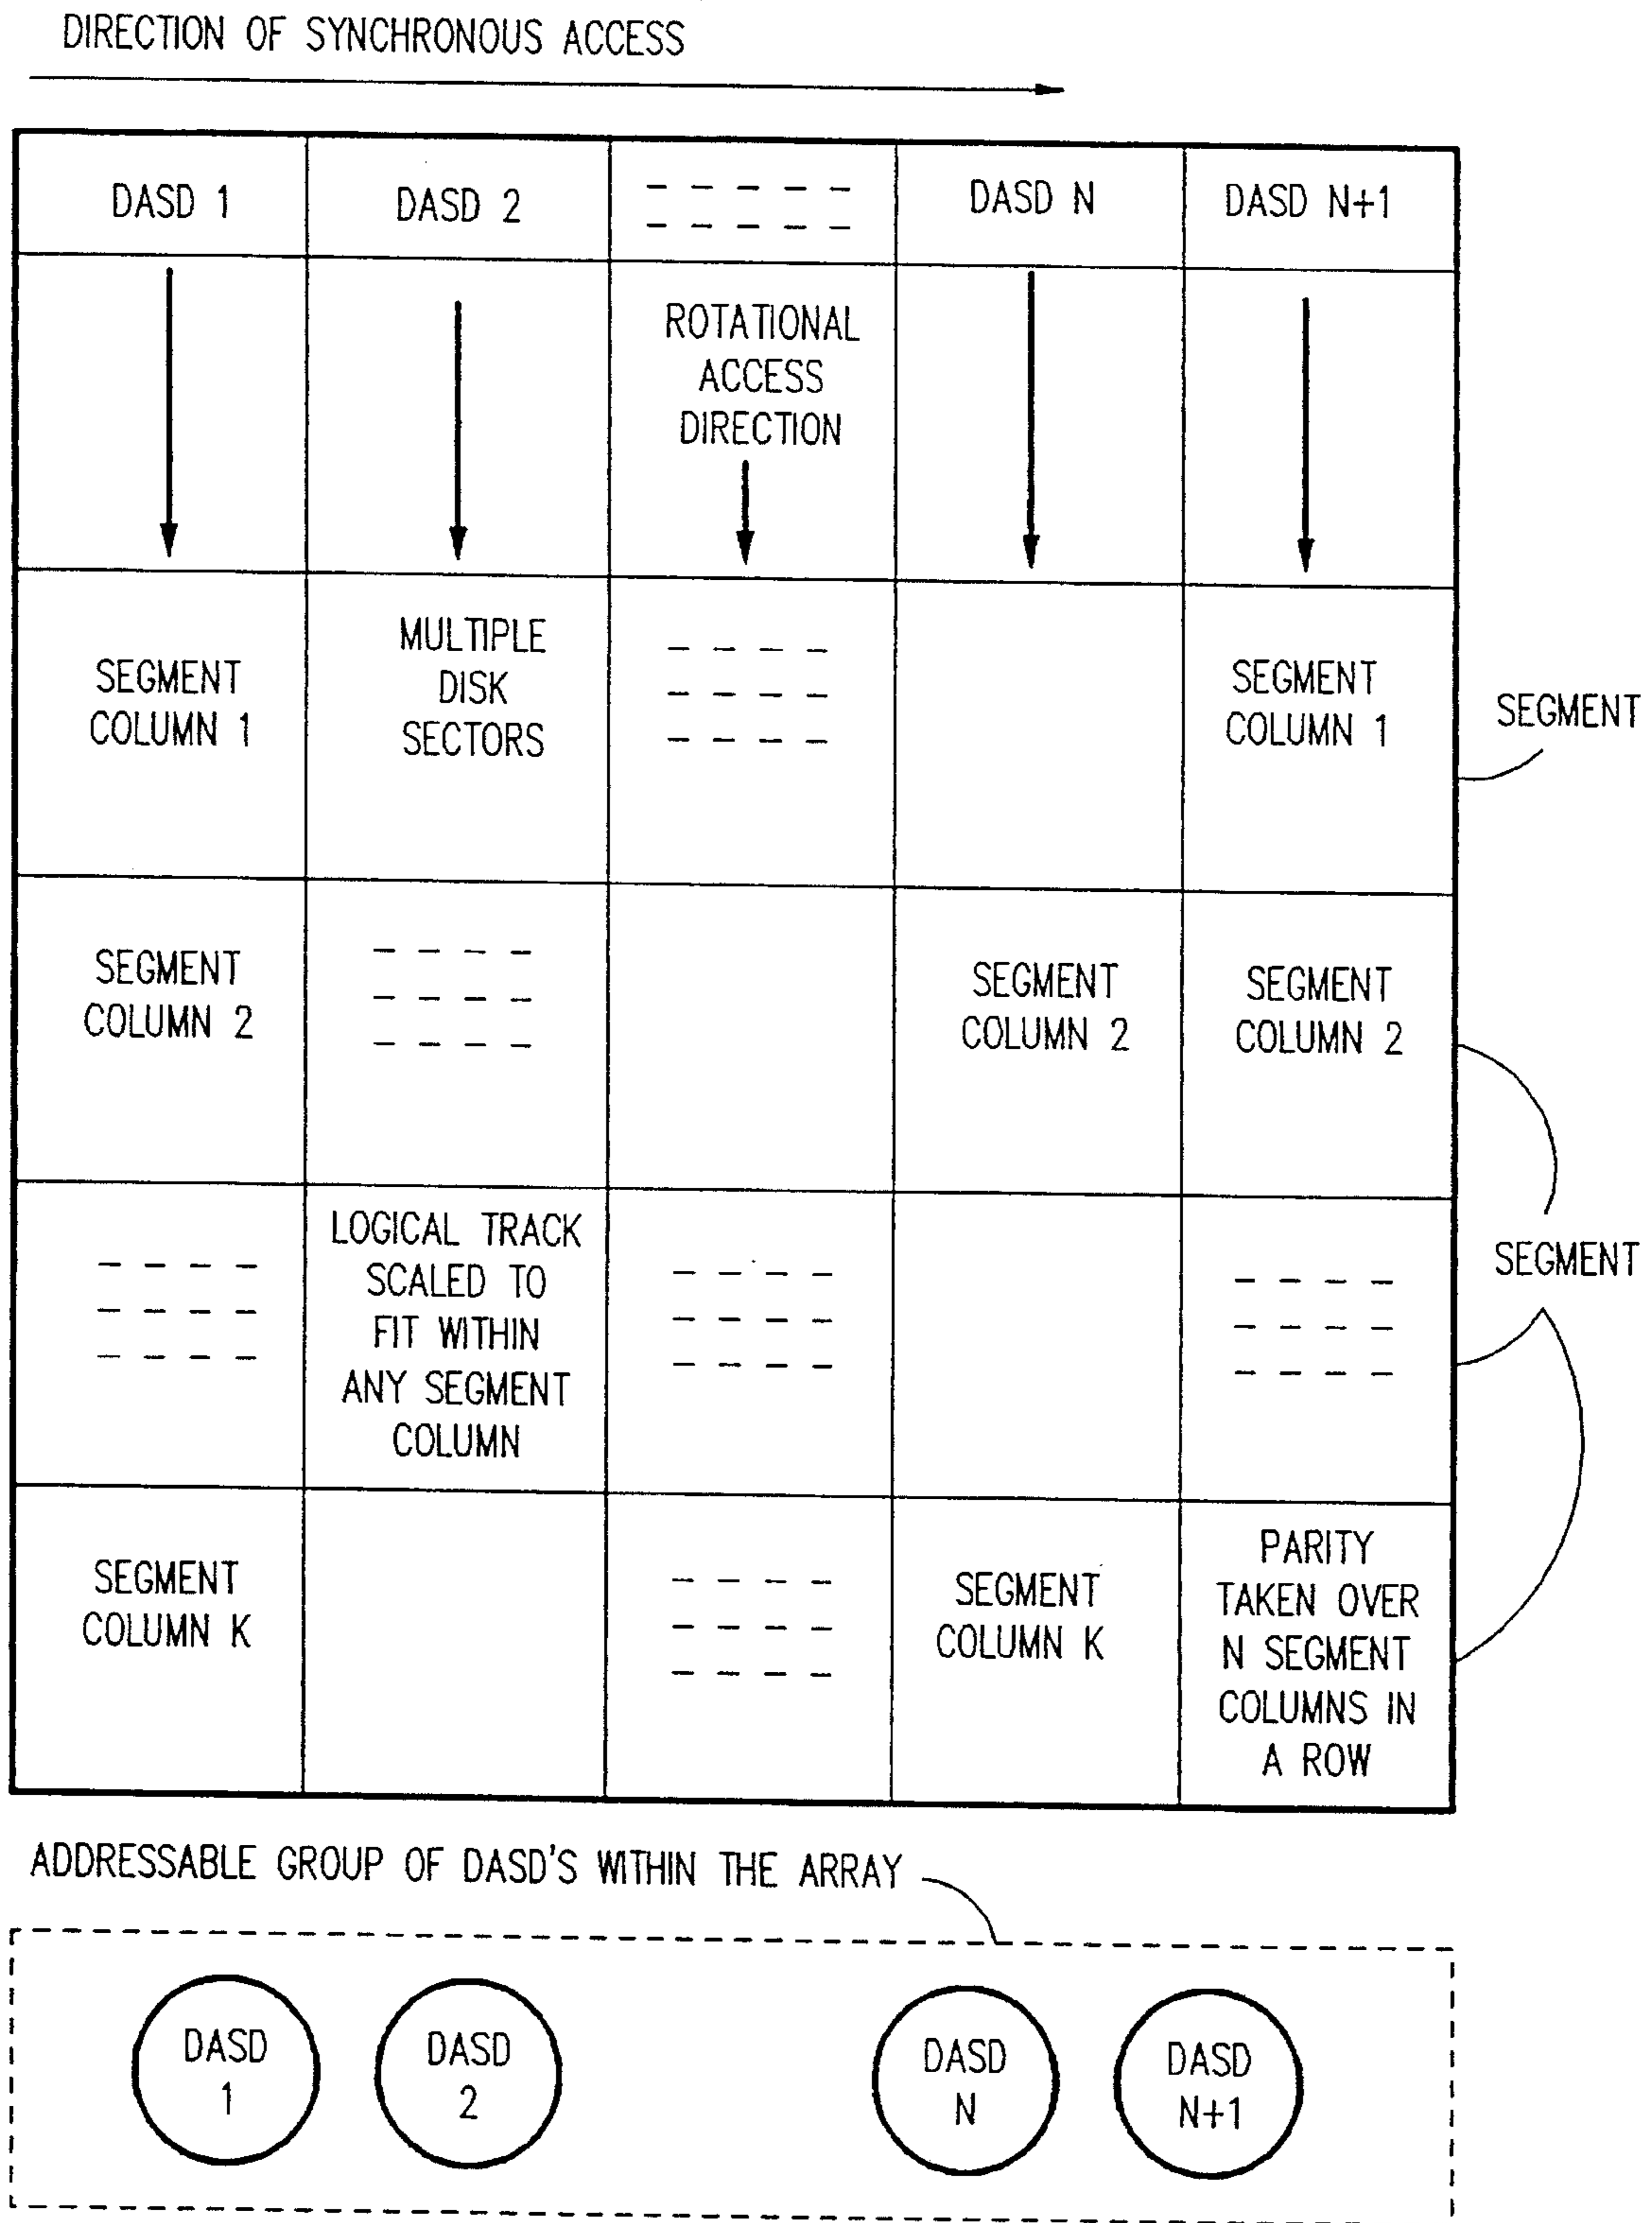 DIRECTION OF SYNCHRONOUS ACCESS
DASD 1
DASD 2
DASD N
DASD N+1
ROTATIONAL
ACCESS
DIRECTION
SEGMENT
COLUMN 1
MULTIPLE
DISK
SECTORS
SEGMENT
COLUMN 1
SEGMENT
SEGMENT
COLUMN 2
SEGMENT
COLUMN 2
SEGMENT
COLUMN 2
LOGICAL TRACK
SCALED TO
FIT WITHIN
ANY SEGMENT
COLUMN
SEGMENT
SEGMENT
COLUMN K
SEGMENT
COLUMN K
PARITY
TAKEN OVER
N SEGMENT
COLUMNS IN
A ROW
ADDRESSABLE GROUP OF DASD'S WITHIN THE ARRAY
DASD
1
DASD
2
DASD
N
DASD
N+1